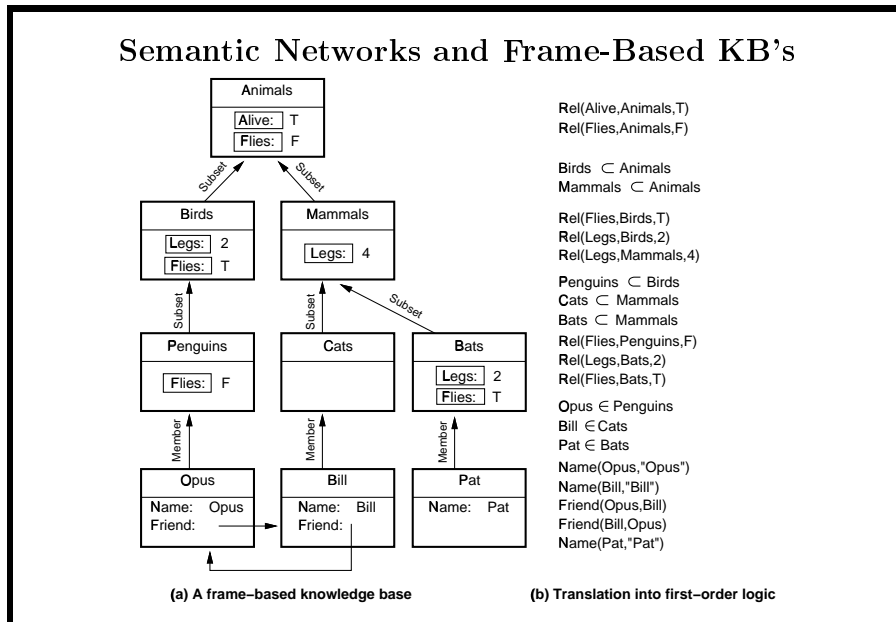 Semantic Networks and Frame-Based KB's
Animals
Alive: T
Flies: F
Subset
Subset
Birds
Legs: 2
Flies: T
Mammals
Legs: 4
Subset
Subset
Subset
Penguins
Flies: F
Cats
Bats
Legs: 2
Flies: T
Member
Member
Member
Opus
Name: Opus
Friend:
Bill
Name: Bill
Friend:
Pat
Name: Pat
(a) A frame–based knowledge base
Rel(Alive,Animals,T)
Rel(Flies,Animals,F)
Birds ⊂ Animals
Mammals ⊂ Animals
Rel(Flies,Birds,T)
Rel(Legs,Birds,2)
Rel(Legs,Mammals,4)
Penguins ⊂ Birds
Cats ⊂ Mammals
Bats ⊂ Mammals
Rel(Flies,Penguins,F)
Rel(Legs,Bats,2)
Rel(Flies,Bats,T)
Opus ∈ Penguins
Bill ∈ Cats
Pat ∈ Bats
Name(Opus,"Opus")
Name(Bill,"Bill")
Friend(Opus,Bill)
Friend(Bill,Opus)
Name(Pat,"Pat")
(b) Translation into first–order logic